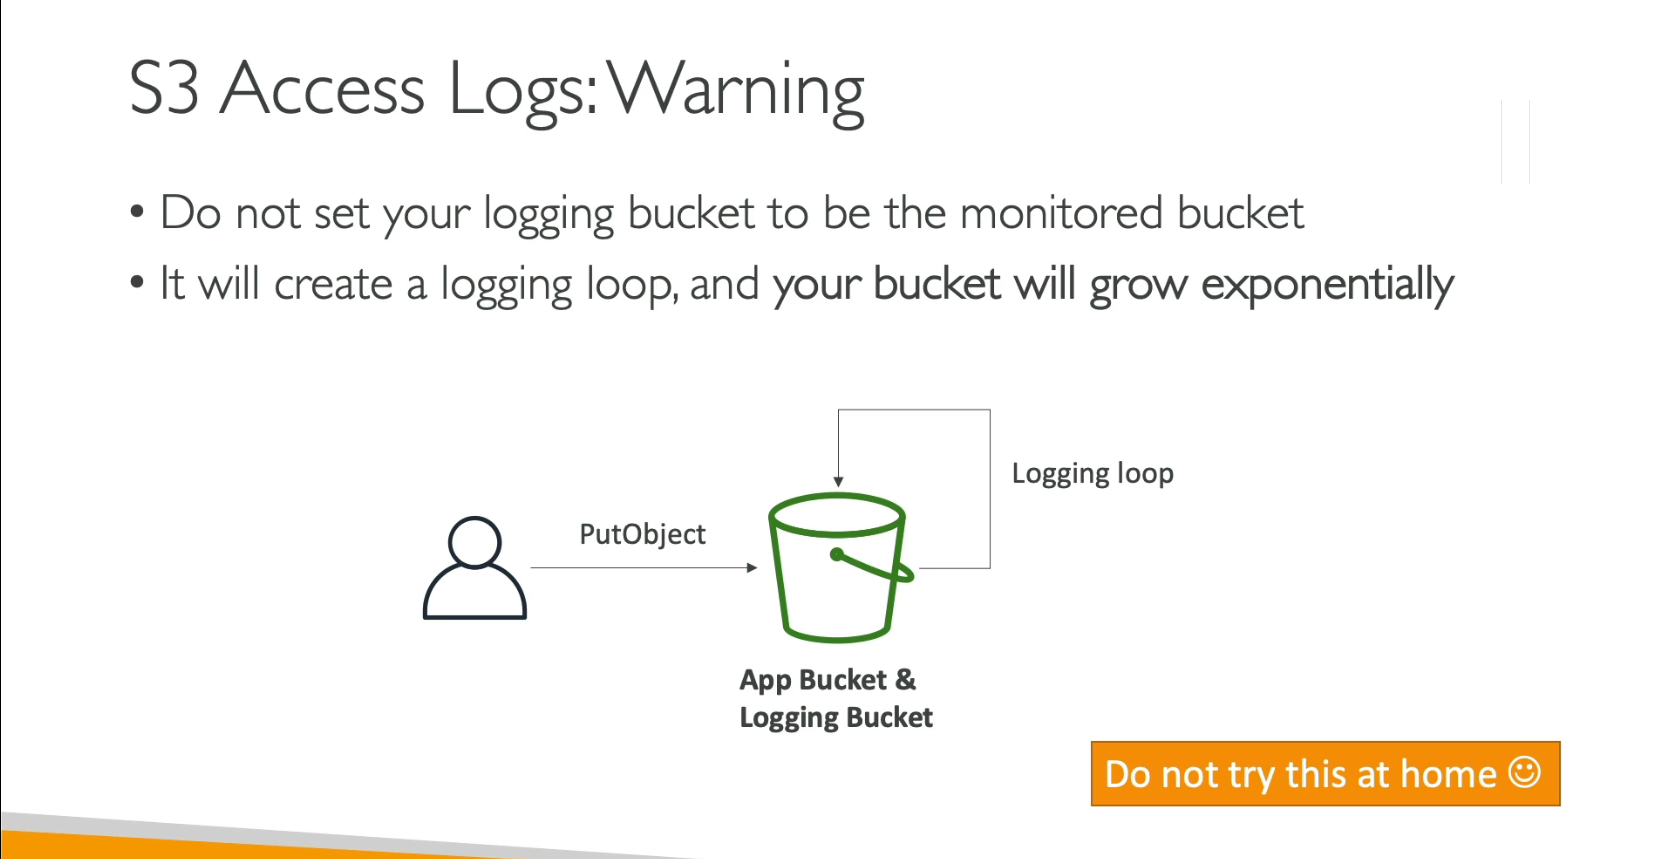 S3 Access Logs: Warning
• Do not set your logging bucket to be the monitored bucket
• It will create a logging loop, and your bucket will grow exponentially
Logging loop
PutObject
App Bucket &
Logging Bucket
Do not try this at home ☺